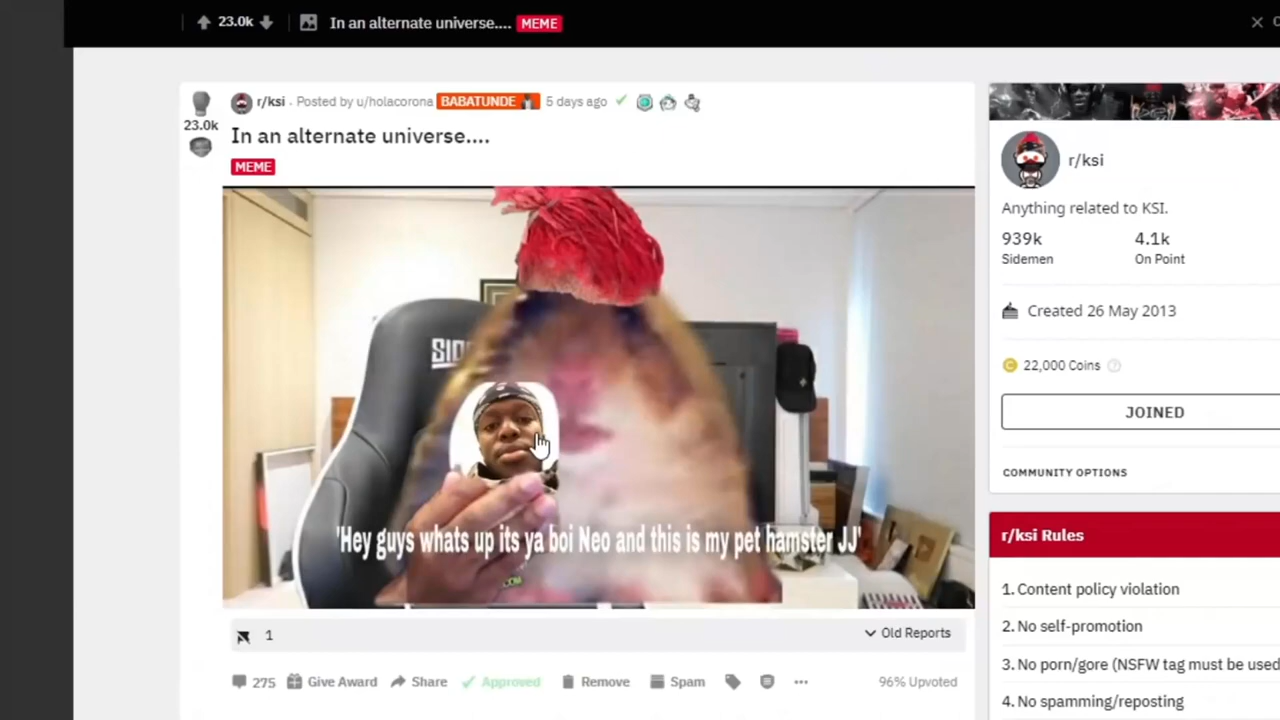 23.0k In an alternate universe.... MEME
r/ksi . Posted by u/holacorona BABATUNDE 5 days ago
23.0k
In an alternate universe....
MEME
'Hey guys whats up its ya boi Neo and this is my pet hamster JJ'
1 Old Reports
275 Give Award Share Approved Remove Spam 96% Upvoted
r/ksi
Anything related to KSI.
939k 4.1k
Sidemen On Point
Created 26 May 2013
22,000 Coins
JOINED
COMMUNITY OPTIONS
r/ksi Rules
1. Content policy violation
2. No self-promotion
3. No porn/gore (NSFW tag must be used
4. No spamming/reposting